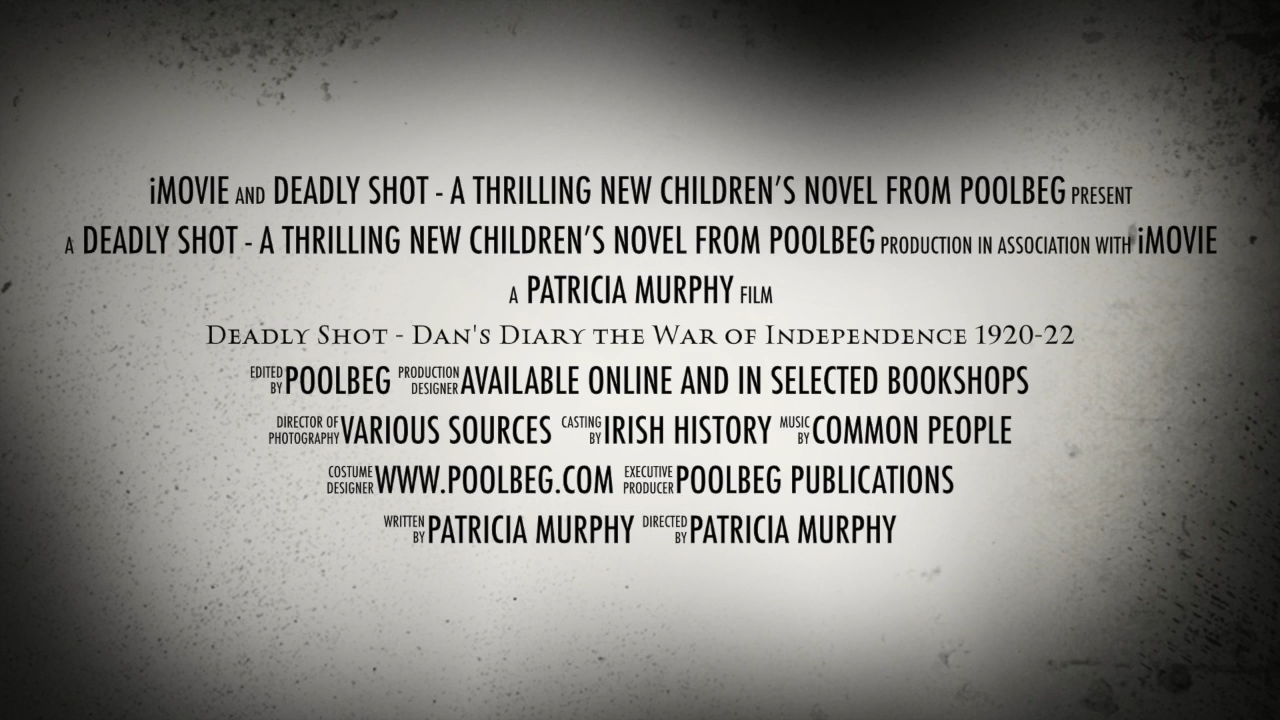 iMOVIE AND DEADLY SHOT - A THRILLING NEW CHILDREN’S NOVEL FROM POOLBEG PRESENT
A DEADLY SHOT - A THRILLING NEW CHILDREN’S NOVEL FROM POOLBEG PRODUCTION IN ASSOCIATION WITH iMOVIE
A PATRICIA MURPHY FILM
DEADLY SHOT - DAN'S DIARY THE WAR OF INDEPENDENCE 1920-22
EDITED BY POOLBEG PRODUCTION DESIGNER AVAILABLE ONLINE AND IN SELECTED BOOKSHOPS
DIRECTOR OF PHOTOGRAPHY VARIOUS SOURCES CASTING BY IRISH HISTORY MUSIC BY COMMON PEOPLE
COSTUME DESIGNER WWW.POOLBEG.COM EXECUTIVE PRODUCER POOLBEG PUBLICATIONS
WRITTEN BY PATRICIA MURPHY DIRECTED BY PATRICIA MURPHY